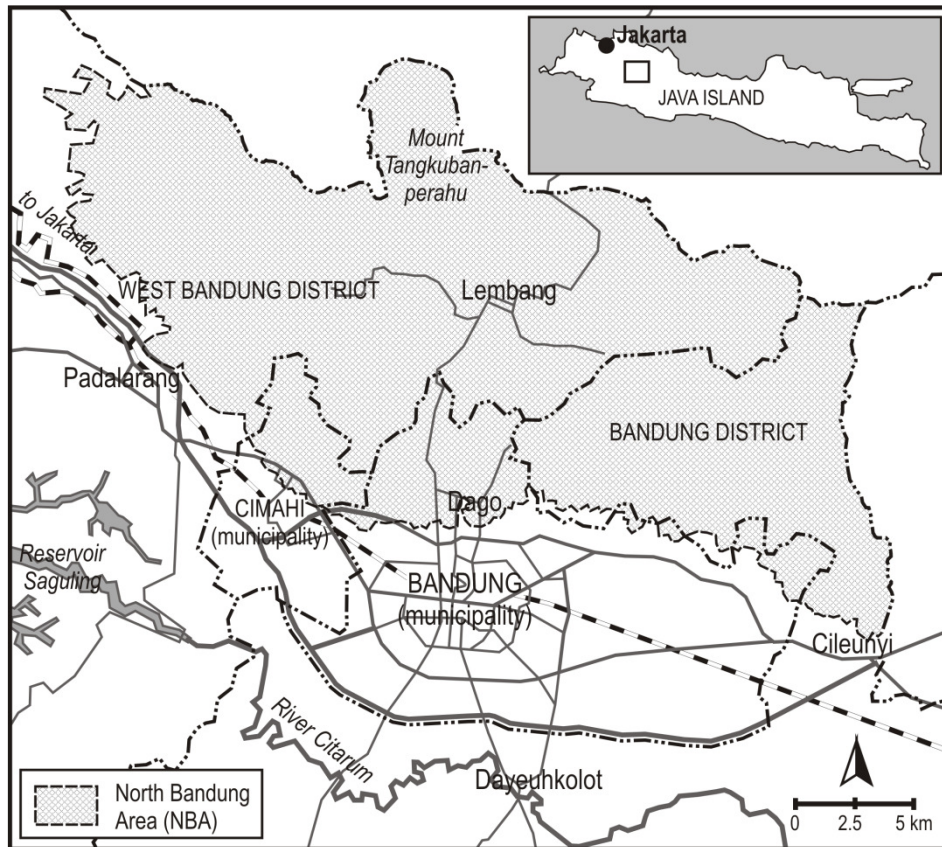 Jakarta
JAVA ISLAND
Mount
Tangkuban-
perahu
to Jakarta
WEST BANDUNG DISTRICT
Lembang
Padalarang
BANDUNG DISTRICT
Dago
CIMAHI
(municipality)
Reservoir
Saguling
BANDUNG
(municipality)
Cileunyi
River Citarum
Dayeuhkolot
North Bandung
Area (NBA)
0 2.5 5 km